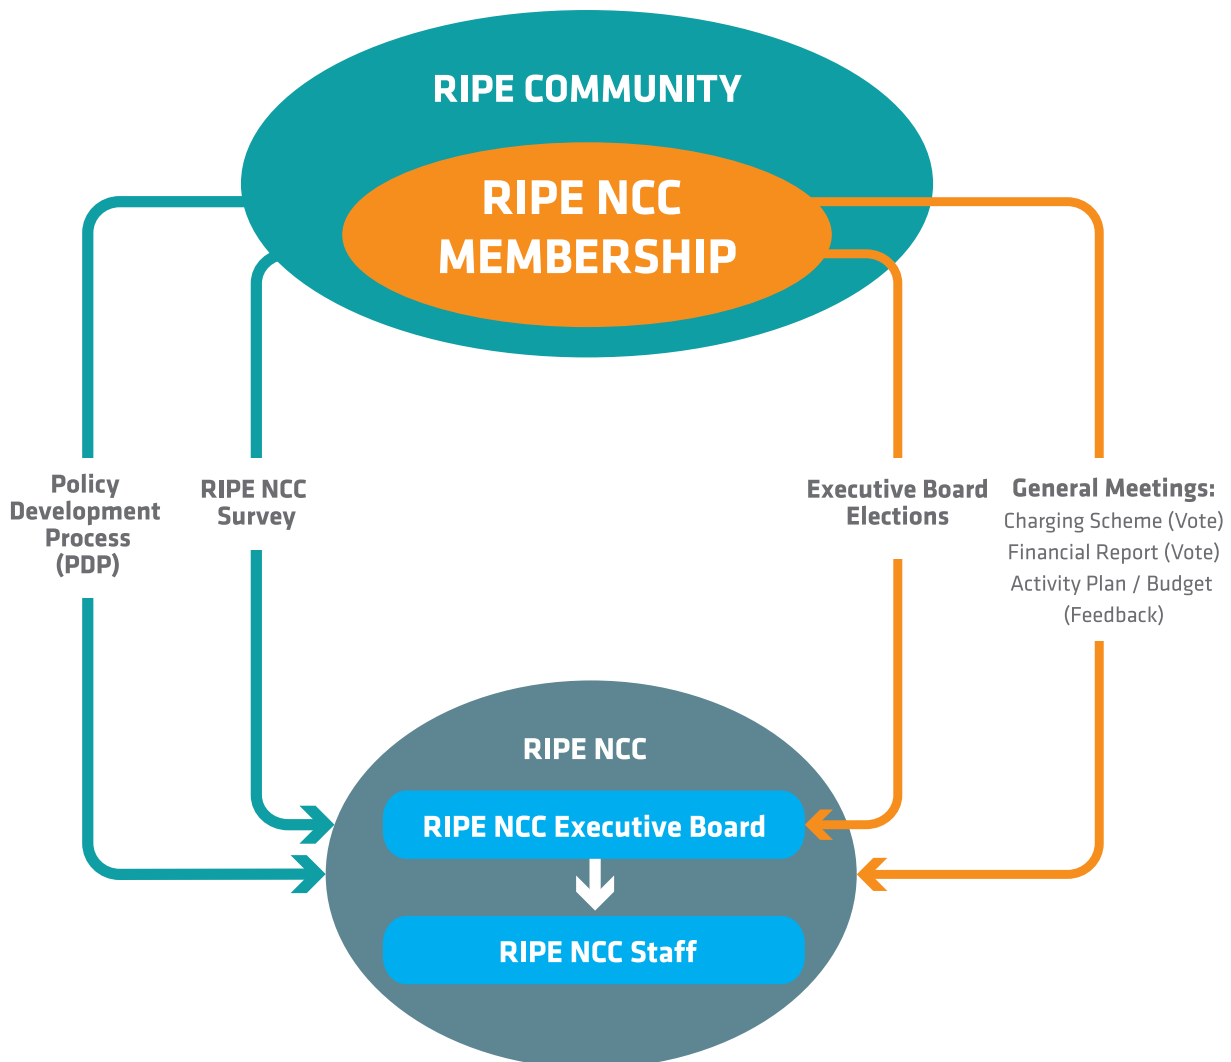 RIPE COMMUNITY
RIPE NCC
MEMBERSHIP
Policy
Development
Process
(PDP)
RIPE NCC
Survey
Executive Board
Elections
General Meetings:
Charging Scheme (Vote)
Financial Report (Vote)
Activity Plan / Budget
(Feedback)
RIPE NCC
RIPE NCC Executive Board
RIPE NCC Staff